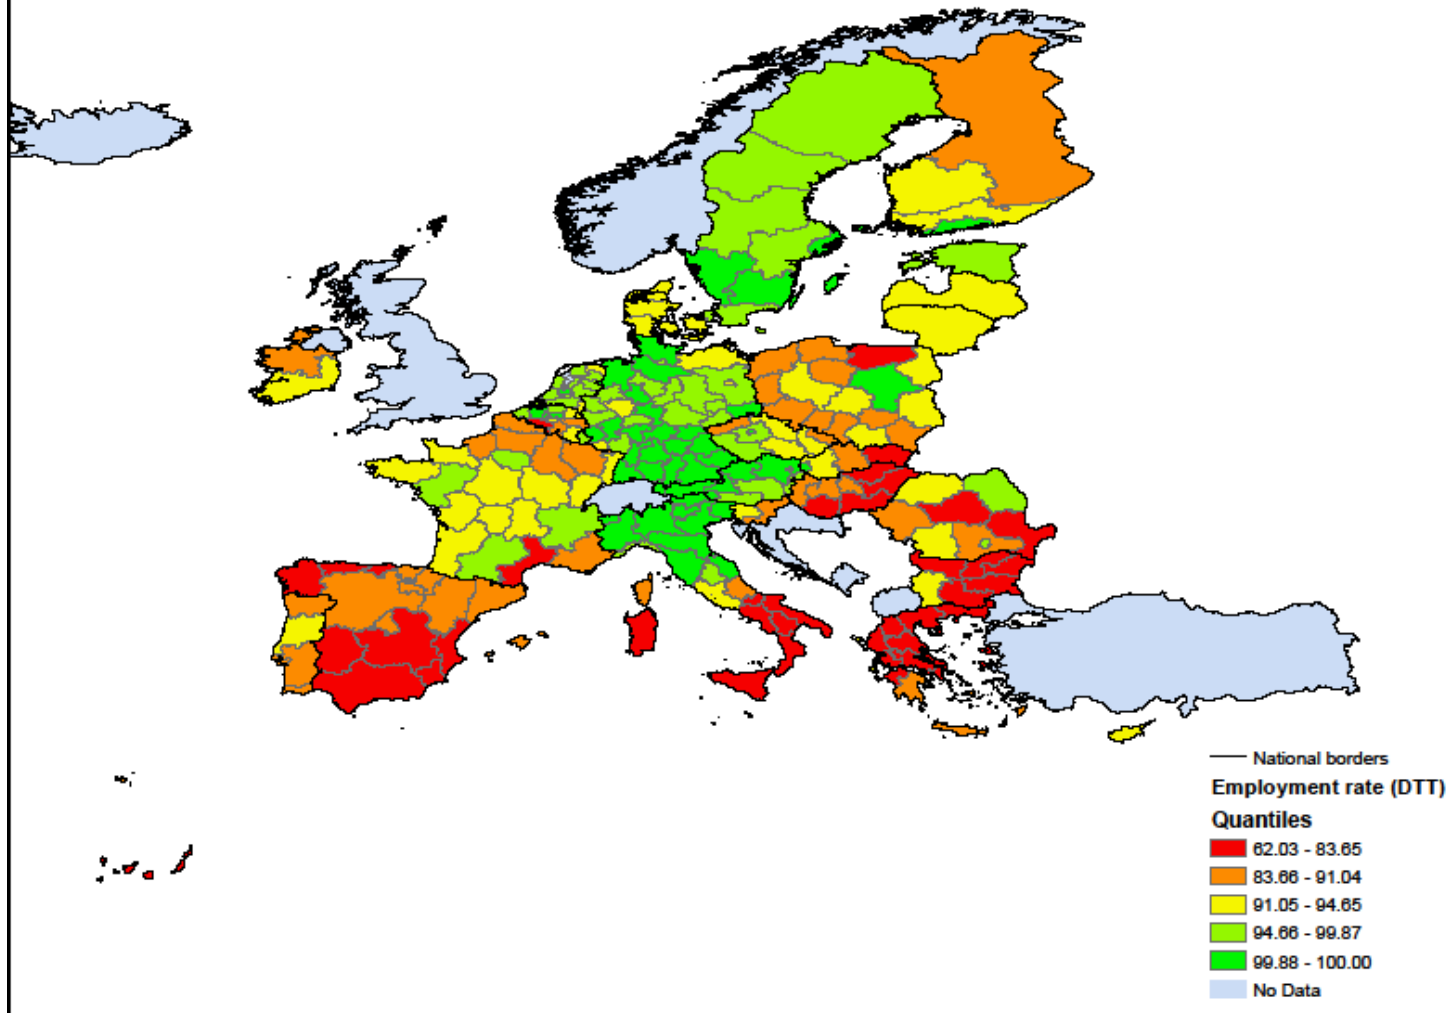 National borders
Employment rate (DTT)
Quantiles
62.03 - 83.65
83.66 - 91.04
91.05 - 94.65
94.66 - 99.87
99.88 - 100.00
No Data